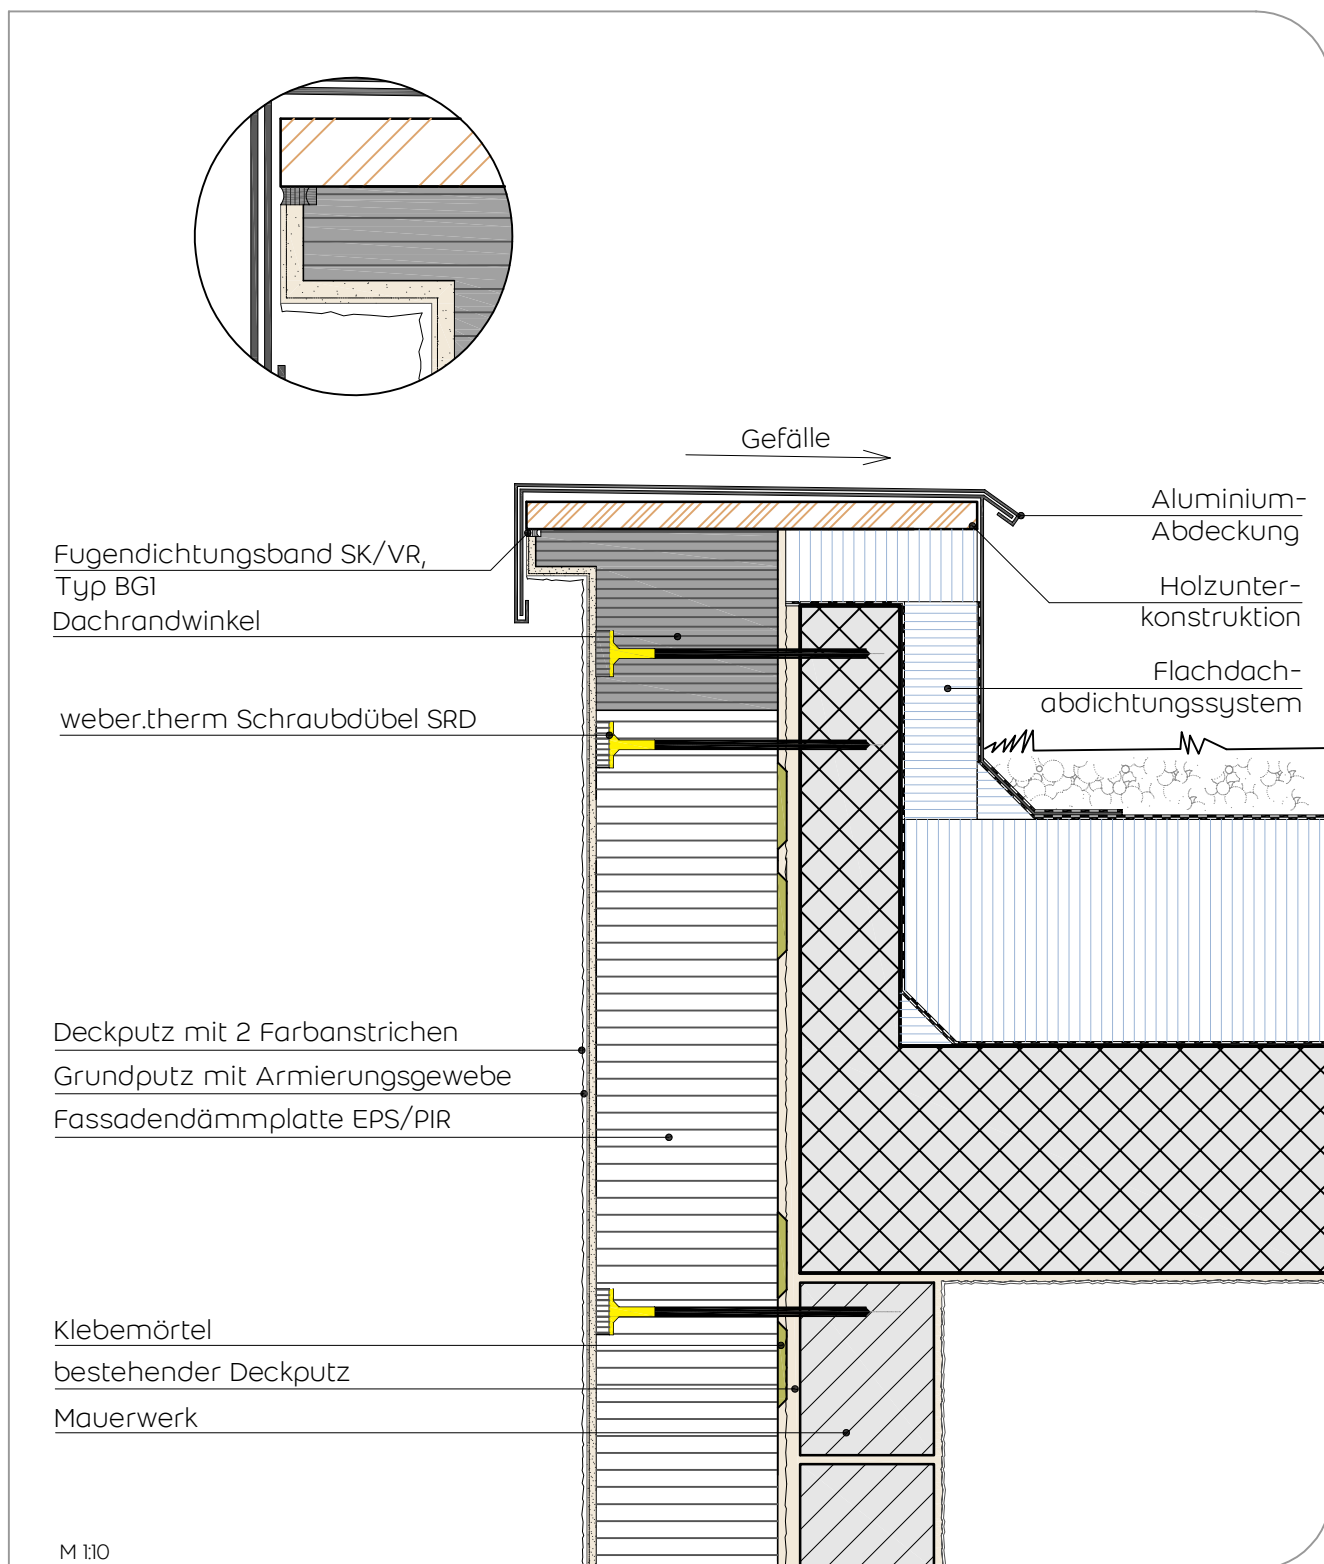 Gefälle
Aluminium-
Abdeckung
Fugendichtungsband SK/VR,
Typ BG1
Holzunter-
konstruktion
Dachrandwinkel
Flachdach-
abdichtungssystem
weber.therm Schraubdübel SRD
Deckputz mit 2 Farbanstrichen
Grundputz mit Armierungsgewebe
Fassadendämmplatte EPS/PIR
Klebemörtel
bestehender Deckputz
Mauerwerk
M 1:10